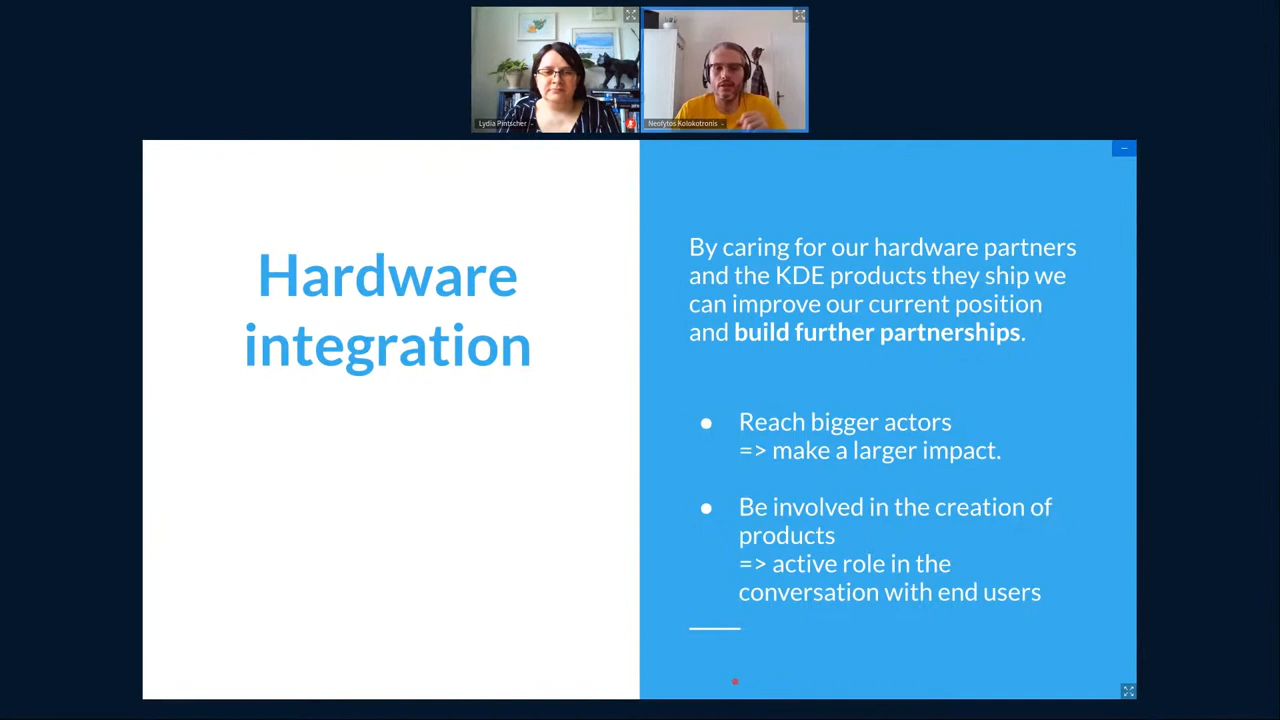 Lydia Pintscher
Neofytos Kolokotronis
Hardware
integration
By caring for our hardware partners
and the KDE products they ship we
can improve our current position
and build further partnerships.
● Reach bigger actors
=> make a larger impact.
● Be involved in the creation of
products
=> active role in the
conversation with end users